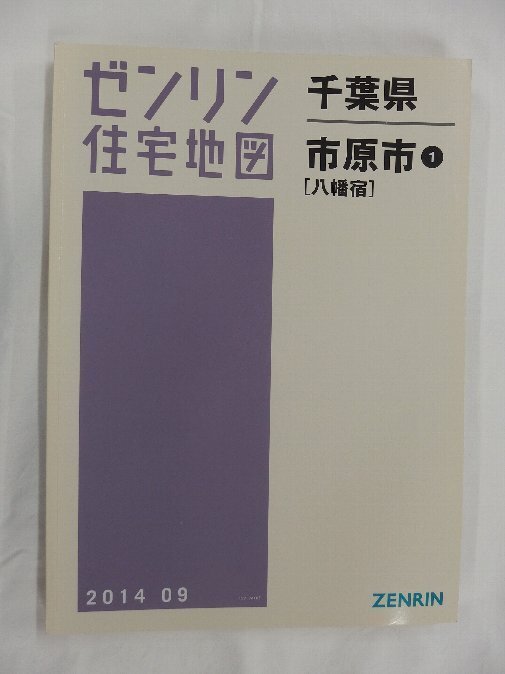 ゼンリン
住宅地図
千葉県
市原市❶
[八幡宿]
2014 09
ZENRIN